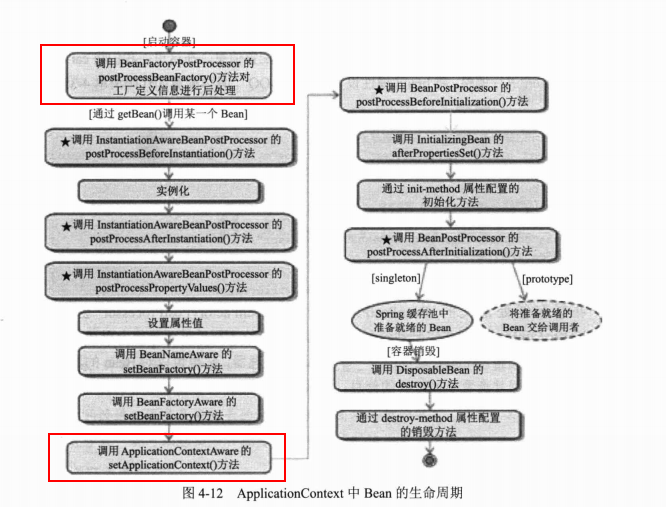 [启动容器]
调用 BeanFactoryPostProcessor 的
postProcessBeanFactory()方法对
工厂定义信息进行后处理
[通过 getBean()调用某一个 Bean]
★调用 InstantiationAwareBeanPostProcessor 的
postProcessBeforeInstantiation()方法
实例化
★调用 InstantiationAwareBeanPostProcessor 的
postProcessAfterInstantiation()方法
★调用 InstantiationAwareBeanPostProcessor 的
postProcessPropertyValues()方法
设置属性值
调用 BeanNameAware 的
setBeanFactory()方法
调用 BeanFactoryAware 的
setBeanFactory()方法
调用 ApplicationContextAware 的
setApplicationContext()方法
★调用 BeanPostProcessor 的
postProcessBeforeInitialization()方法
调用 InitializingBean 的
afterPropertiesSet()方法
通过 init-method 属性配置的
初始化方法
★调用 BeanPostProcessor 的
postProcessAfterInitialization()方法
[singleton]
[prototype]
Spring 缓存池中
准备就绪的 Bean
将准备就绪的
Bean 交给调用者
[容器销毁]
调用 DisposableBean 的
destroy()方法
通过 destroy-method 属性配置
的销毁方法
图 4-12 ApplicationContext 中 Bean 的生命周期